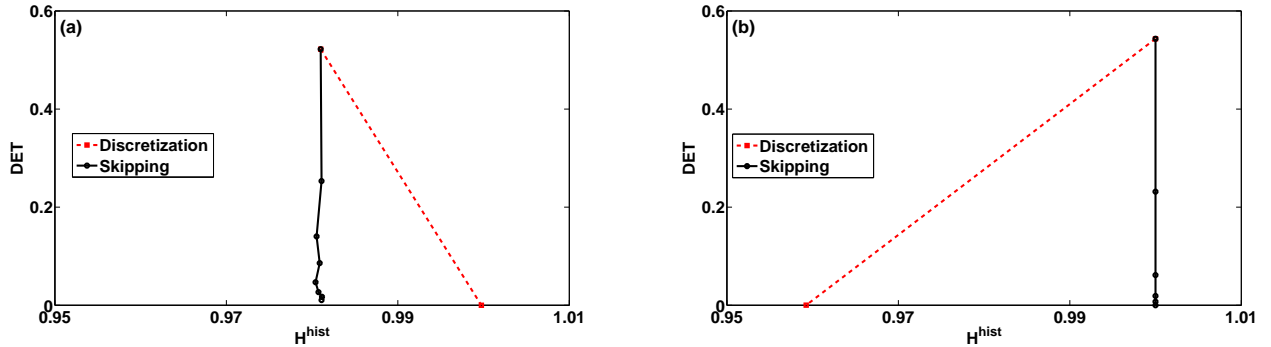 (a)
0.6
0.4
0.2
0
DET
Discretization
Skipping
0.95
0.97
0.99
1.01
H^hist
(b)
0.6
0.4
0.2
0
DET
Discretization
Skipping
0.95
0.97
0.99
1.01
H^hist